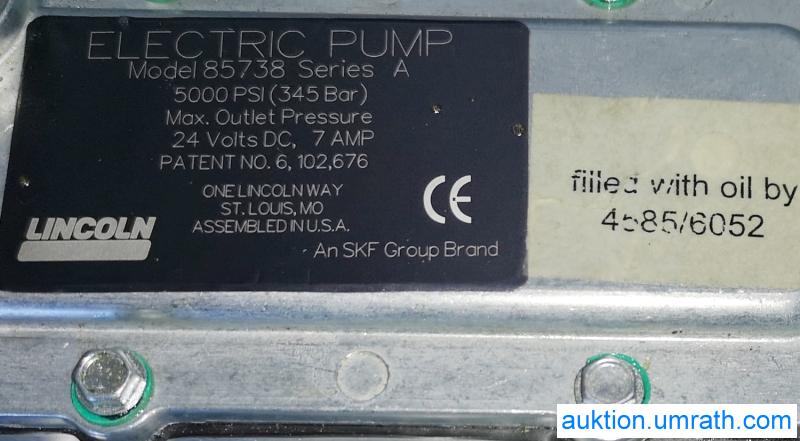 ELECTRIC PUMP
Model 85738 Series A
5000 PSI (345 Bar)
Max. Outlet Pressure
24 Volts DC, 7 AMP
PATENT NO. 6, 102,676
ONE LINCOLN WAY
ST. LOUIS, MO
ASSEMBLED IN U.S.A.
CE
LINCOLN
An SKF Group Brand
filled with oil by
4585/6052
auktion.umrath.com